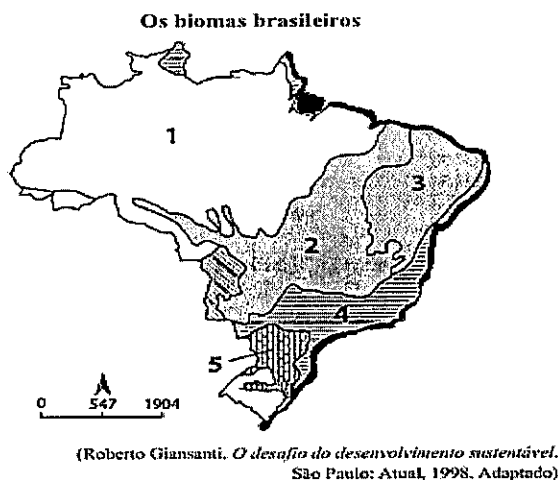 Os biomas brasileiros
1
3
2
4
5
0 547 1904
(Roberto Giansanti. O desafio do desenvolvimento sustentável.
São Paulo: Atual, 1998. Adaptado)